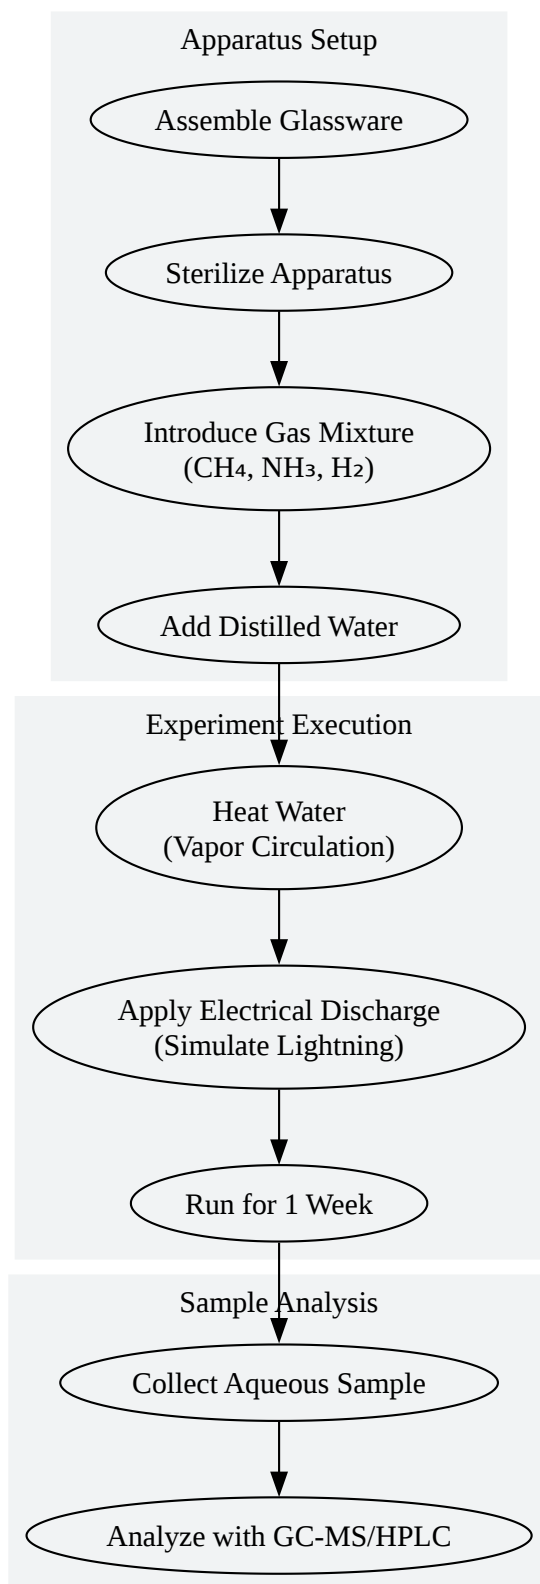 Apparatus Setup
Assemble Glassware
Sterilize Apparatus
Introduce Gas Mixture
(CH₄, NH₃, H₂)
Add Distilled Water
Experiment Execution
Heat Water
(Vapor Circulation)
Apply Electrical Discharge
(Simulate Lightning)
Run for 1 Week
Sample Analysis
Collect Aqueous Sample
Analyze with GC-MS/HPLC